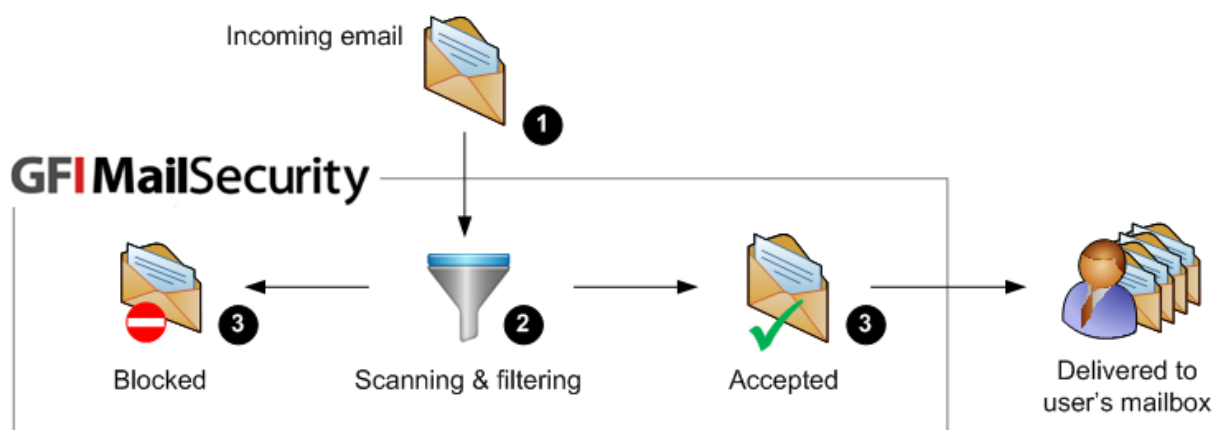 Incoming email
1
GFI MailSecurity
3
2
3
Blocked
Scanning & filtering
Accepted
Delivered to
user's mailbox